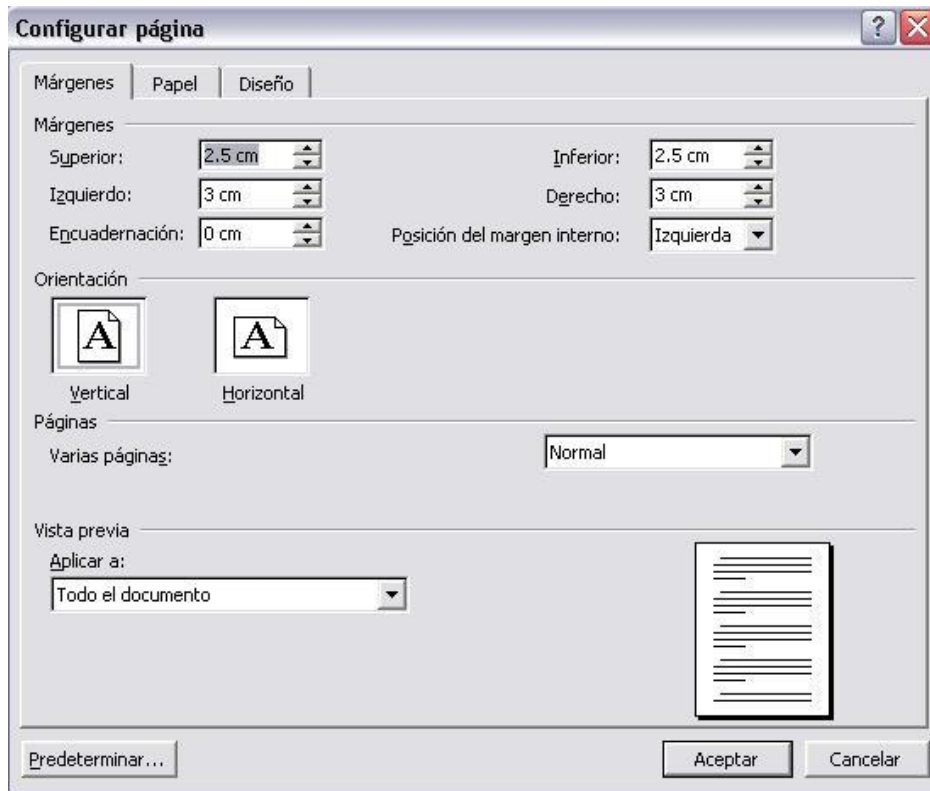 Configurar página
Márgenes Papel Diseño
Márgenes
Superior: 2.5 cm Inferior: 2.5 cm
Izquierdo: 3 cm Derecho: 3 cm
Encuadernación: 0 cm Posición del margen interno: Izquierda
Orientación
A A
Vertical Horizontal
Páginas
Varias páginas: Normal
Vista previa
Aplicar a:
Todo el documento
Predeterminar... Aceptar Cancelar